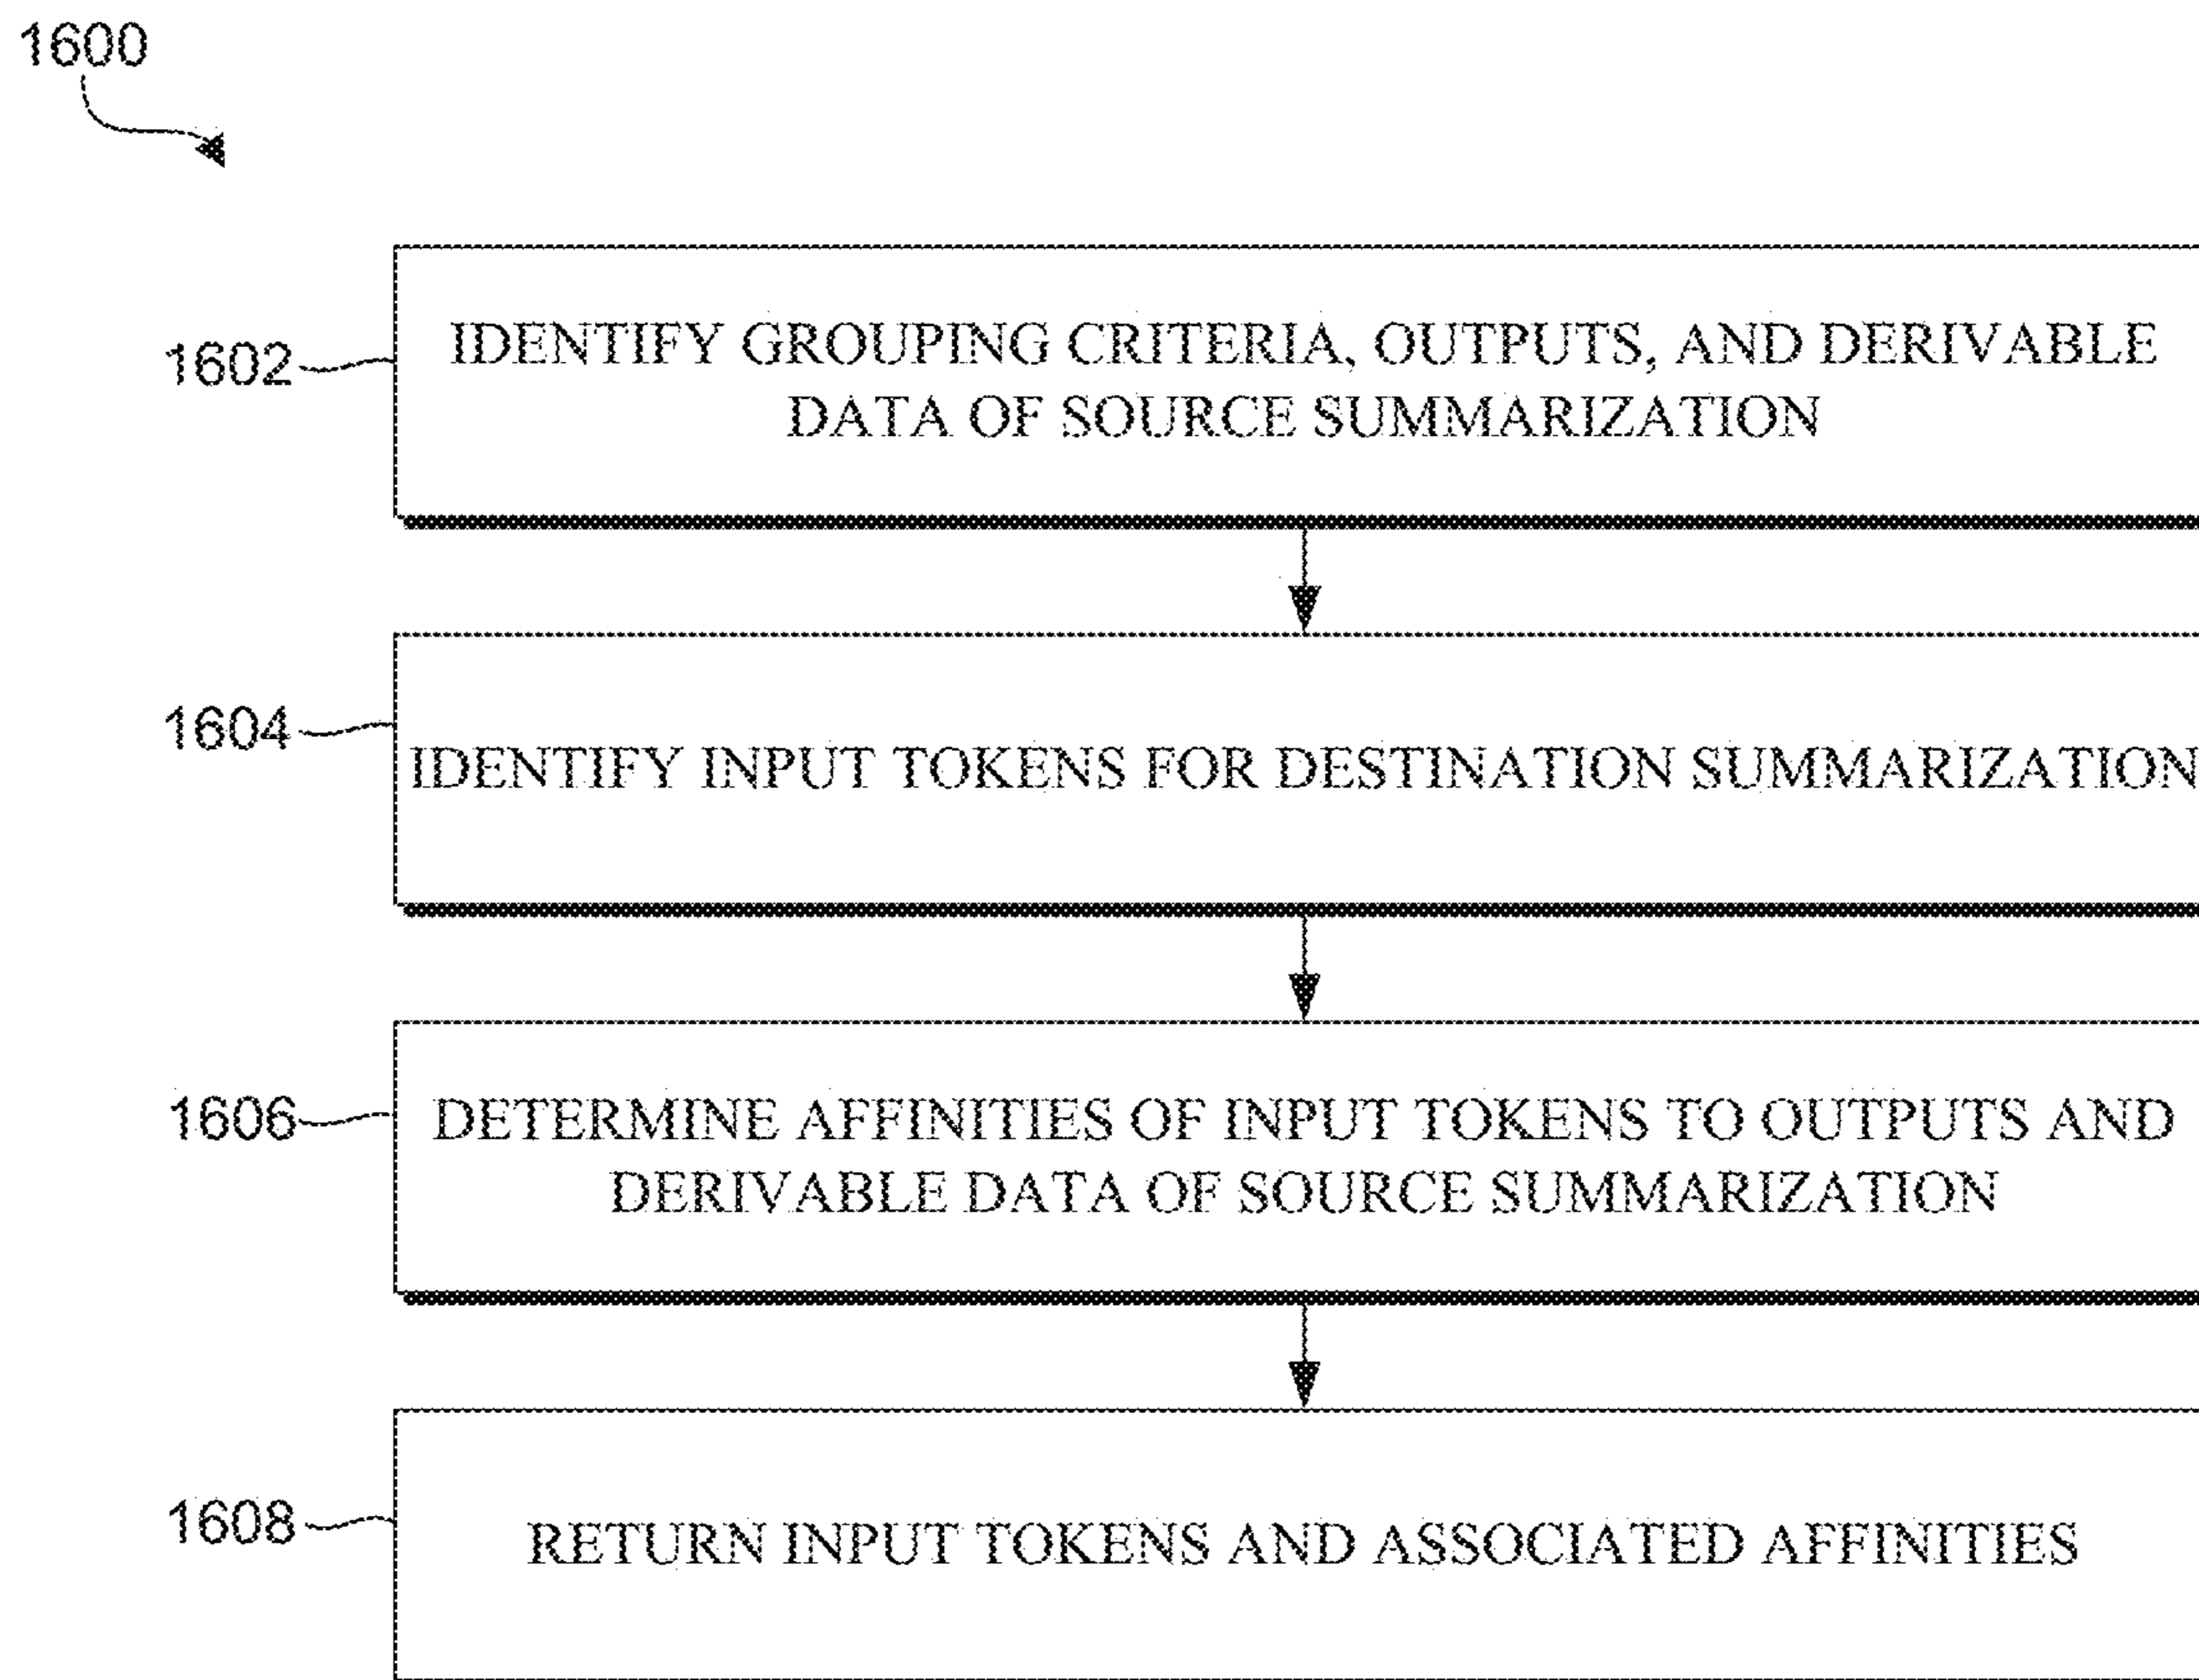 1600
1602
IDENTIFY GROUPING CRITERIA, OUTPUTS, AND DERIVABLE
DATA OF SOURCE SUMMARIZATION
1604
IDENTIFY INPUT TOKENS FOR DESTINATION SUMMARIZATION
1606
DETERMINE AFFINITIES OF INPUT TOKENS TO OUTPUTS AND
DERIVABLE DATA OF SOURCE SUMMARIZATION
1608
RETURN INPUT TOKENS AND ASSOCIATED AFFINITIES